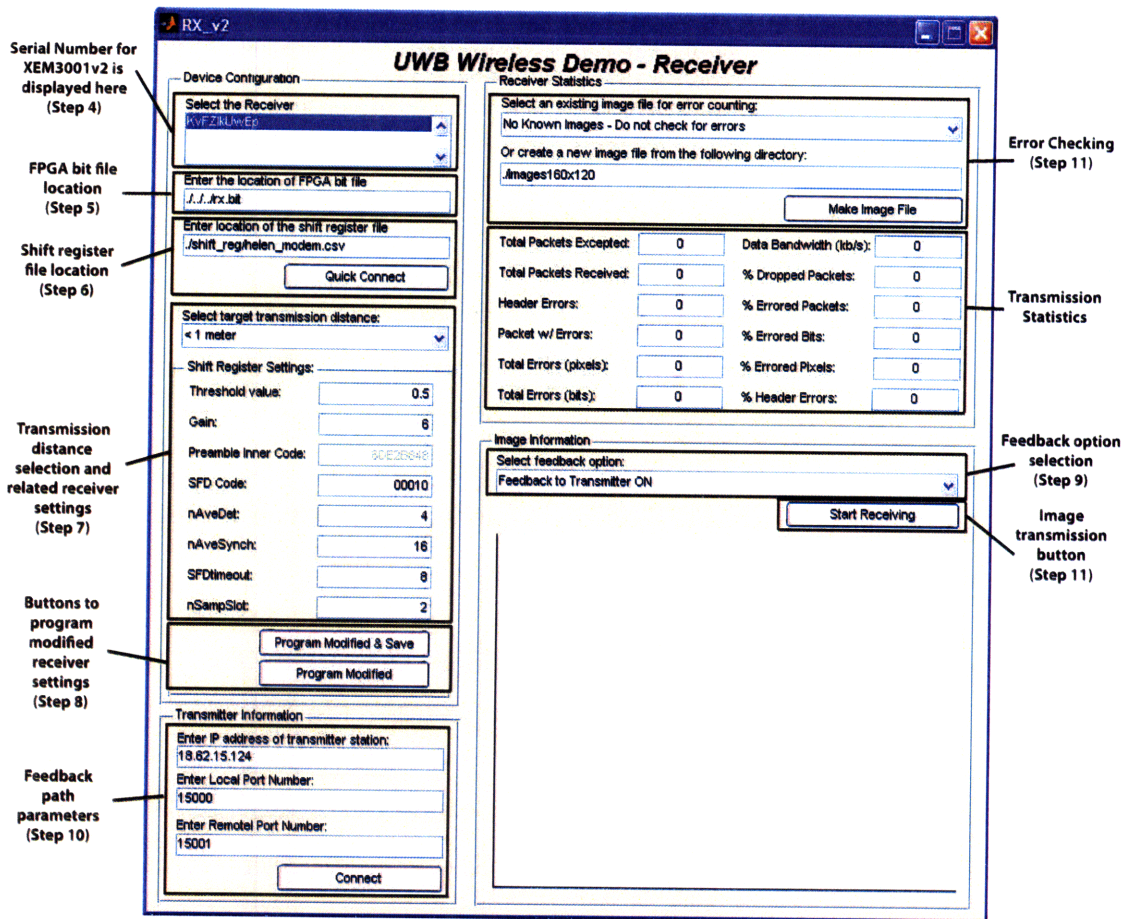 RX_v2
UWB Wireless Demo - Receiver
Serial Number for
XEM3001v2 is
displayed here
(Step 4)
FPGA bit file
location
(Step 5)
Shift register
file location
(Step 6)
Transmission
distance
selection and
related receiver
settings
(Step 7)
Buttons to
program
modified
receiver
settings
(Step 8)
Feedback
path
parameters
(Step 10)
Device Configuration
Select the Receiver
KvFZlkUwEp
Enter the location of FPGA bit file
./../../rx.bit
Enter location of the shift register file
./shift_reg/helen_modem.csv
Quick Connect
Select target transmission distance:
< 1 meter
Shift Register Settings:
Threshold value: 0.5
Gain: 6
Preamble Inner Code:
SFD Code: 00010
nAveDet: 4
nAveSynch: 16
SFDtimeout: 8
nSampSlot: 2
Program Modified & Save
Program Modified
Transmitter Information
Enter IP address of transmitter station:
18.62.15.124
Enter Local Port Number:
15000
Enter Remotel Port Number:
15001
Connect
Receiver Statistics
Select an existing image file for error counting:
No Known Images - Do not check for errors
Or create a new image file from the following directory:
./images160x120
Make Image File
Total Packets Excepted: 0 Data Bandwidth (kb/s): 0
Total Packets Received: 0 % Dropped Packets: 0
Header Errors: 0 % Errored Packets: 0
Packet w/ Errors: 0 % Errored Bits: 0
Total Errors (pixels): 0 % Errored Pixels: 0
Total Errors (bits): 0 % Header Errors: 0
Image Information
Select feedback option:
Feedback to Transmitter ON
Start Receiving
Error Checking
(Step 11)
Transmission
Statistics
Feedback option
selection
(Step 9)
Image
transmission
button
(Step 11)